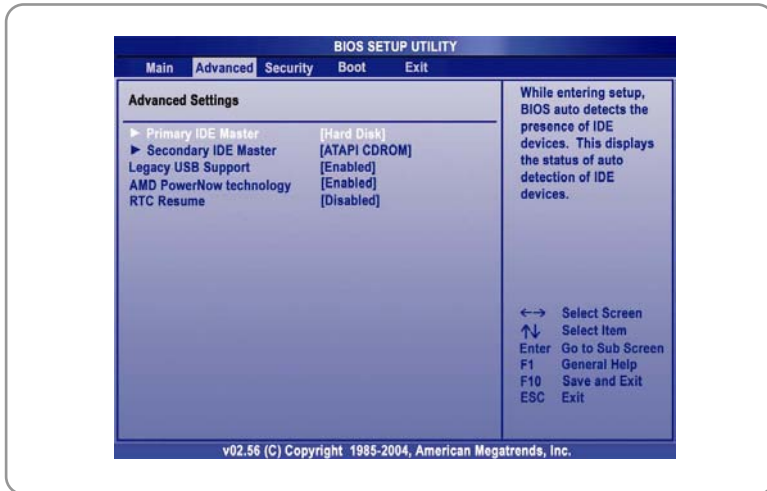 BIOS SETUP UTILITY
Main Advanced Security Boot Exit
Advanced Settings
► Primary IDE Master [Hard Disk]
► Secondary IDE Master [ATAPI CDROM]
Legacy USB Support [Enabled]
AMD PowerNow technology [Enabled]
RTC Resume [Disabled]
While entering setup,
BIOS auto detects the
presence of IDE
devices. This displays
the status of auto
detection of IDE
devices.
←→ Select Screen
↑↓ Select Item
Enter Go to Sub Screen
F1 General Help
F10 Save and Exit
ESC Exit
v02.56 (C) Copyright 1985-2004, American Megatrends, Inc.